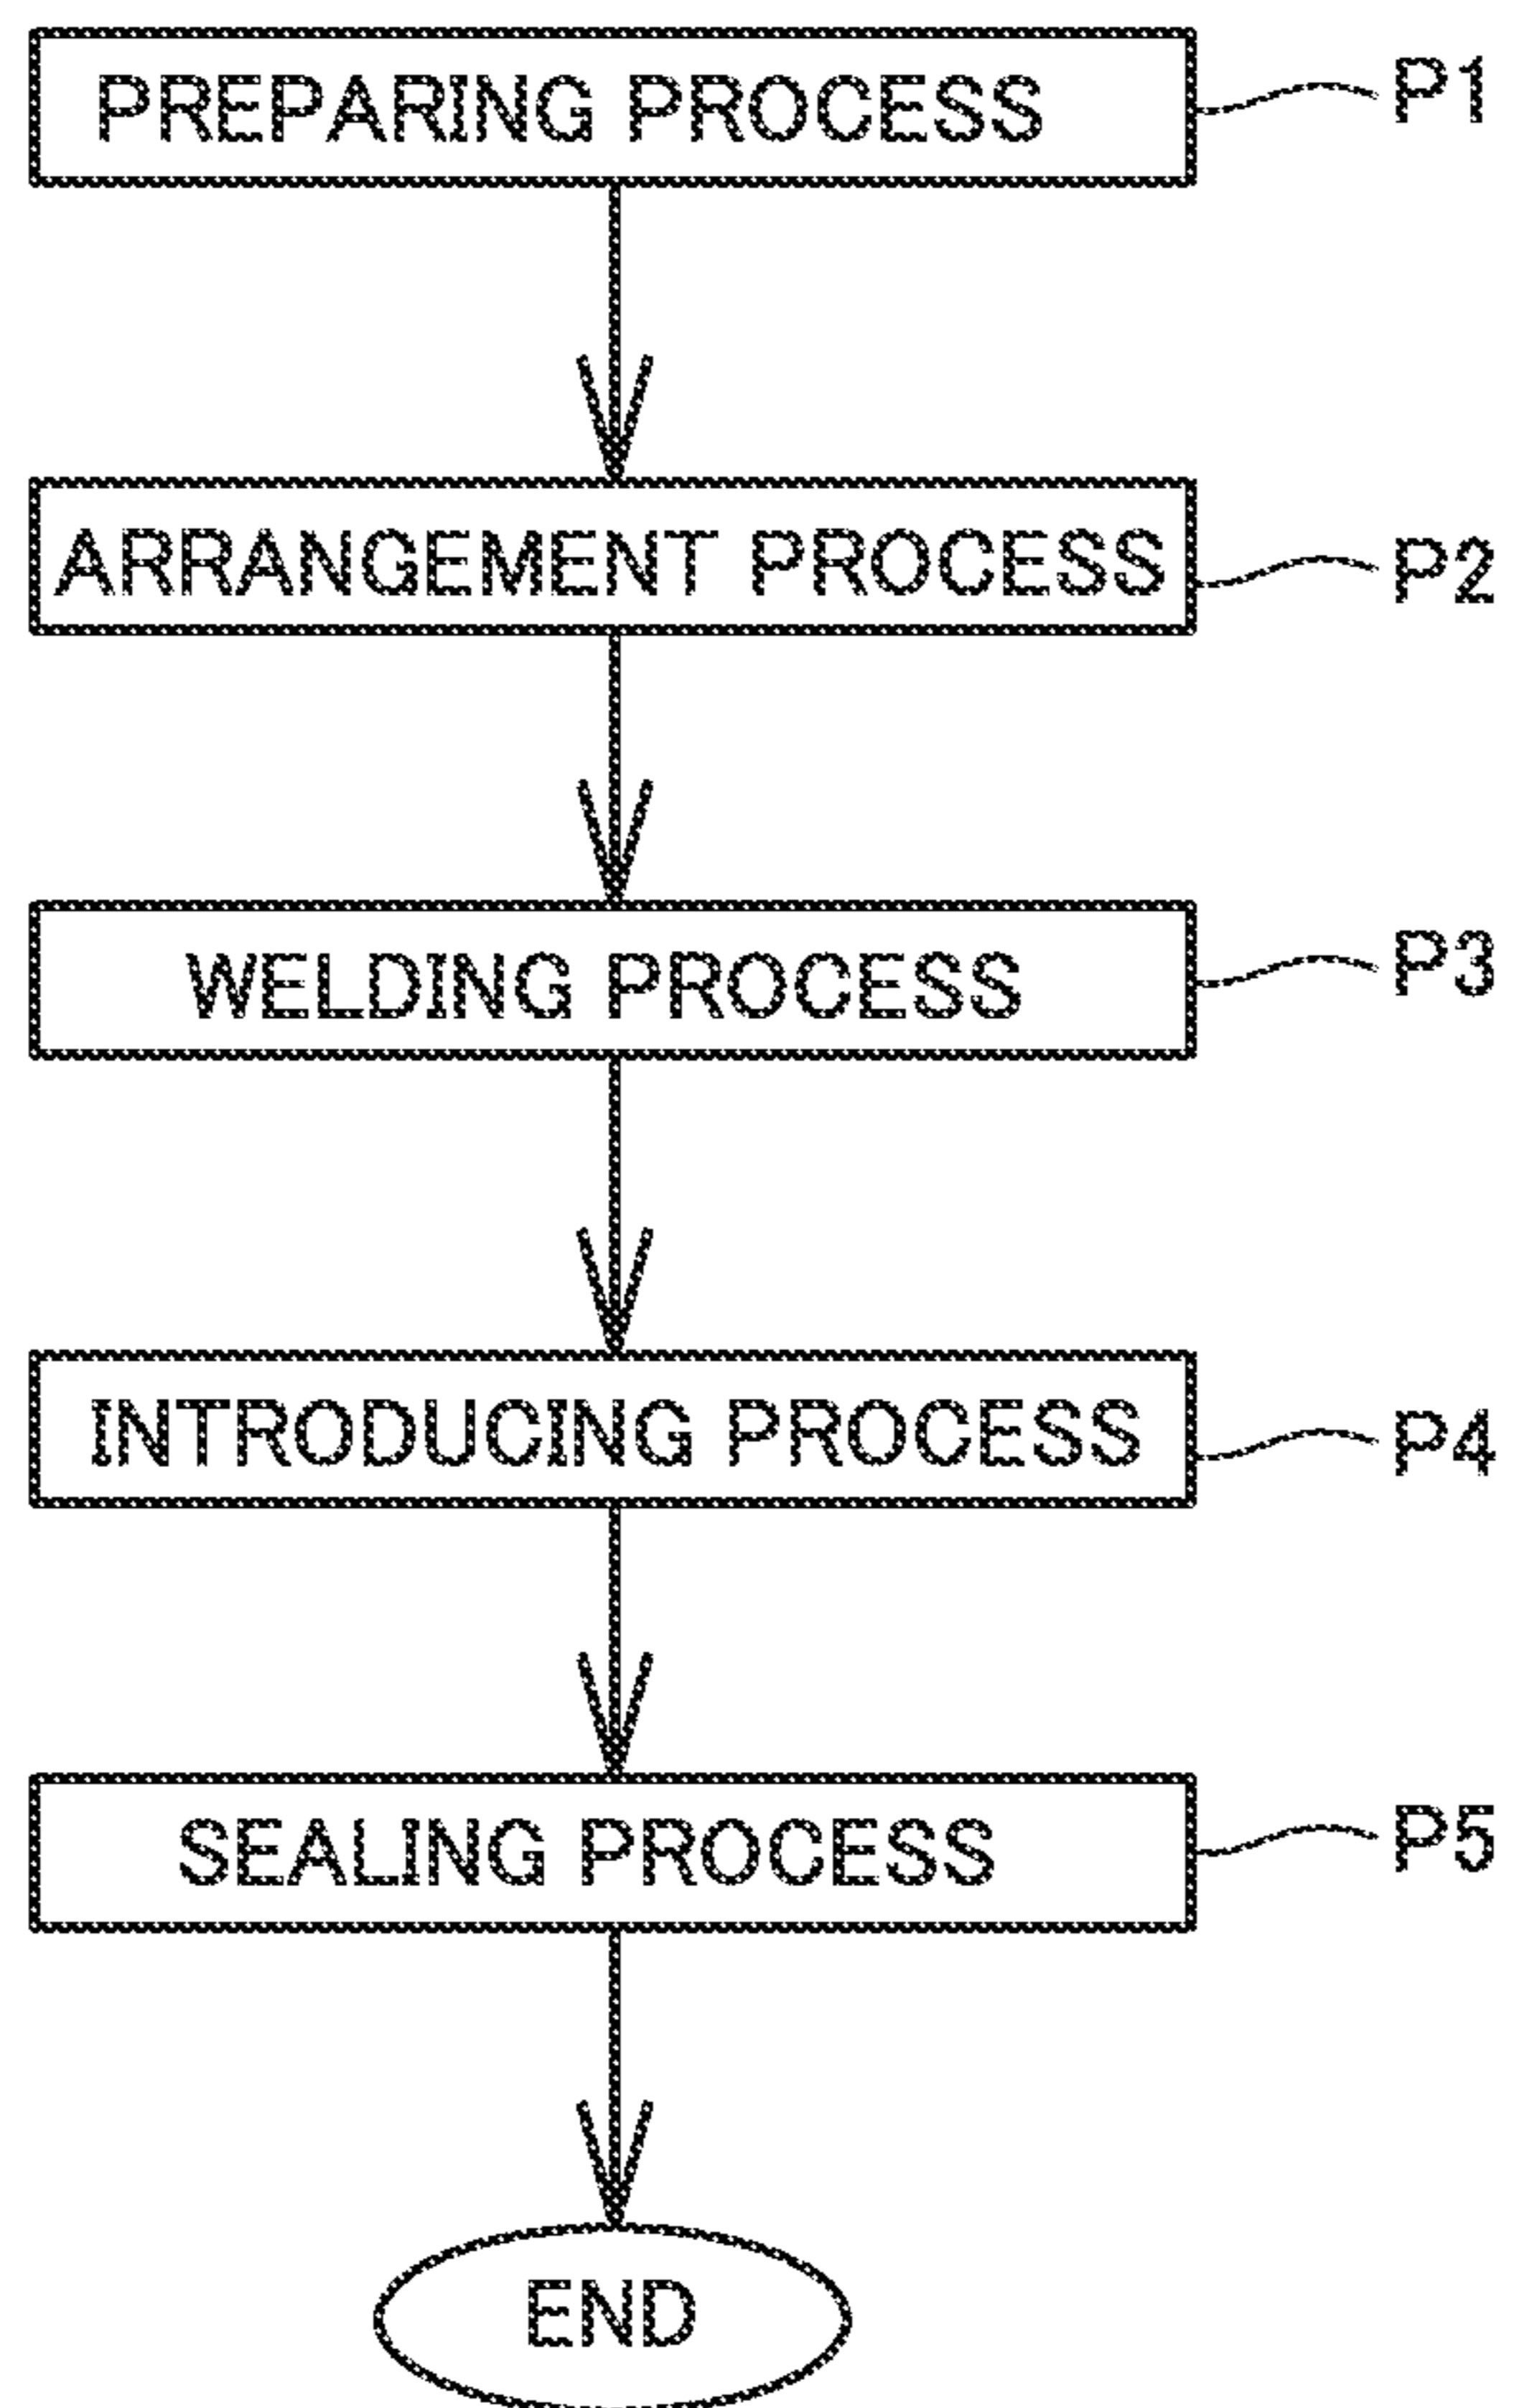 PREPARING PROCESS P1
ARRANGEMENT PROCESS P2
WELDING PROCESS P3
INTRODUCING PROCESS P4
SEALING PROCESS P5
END